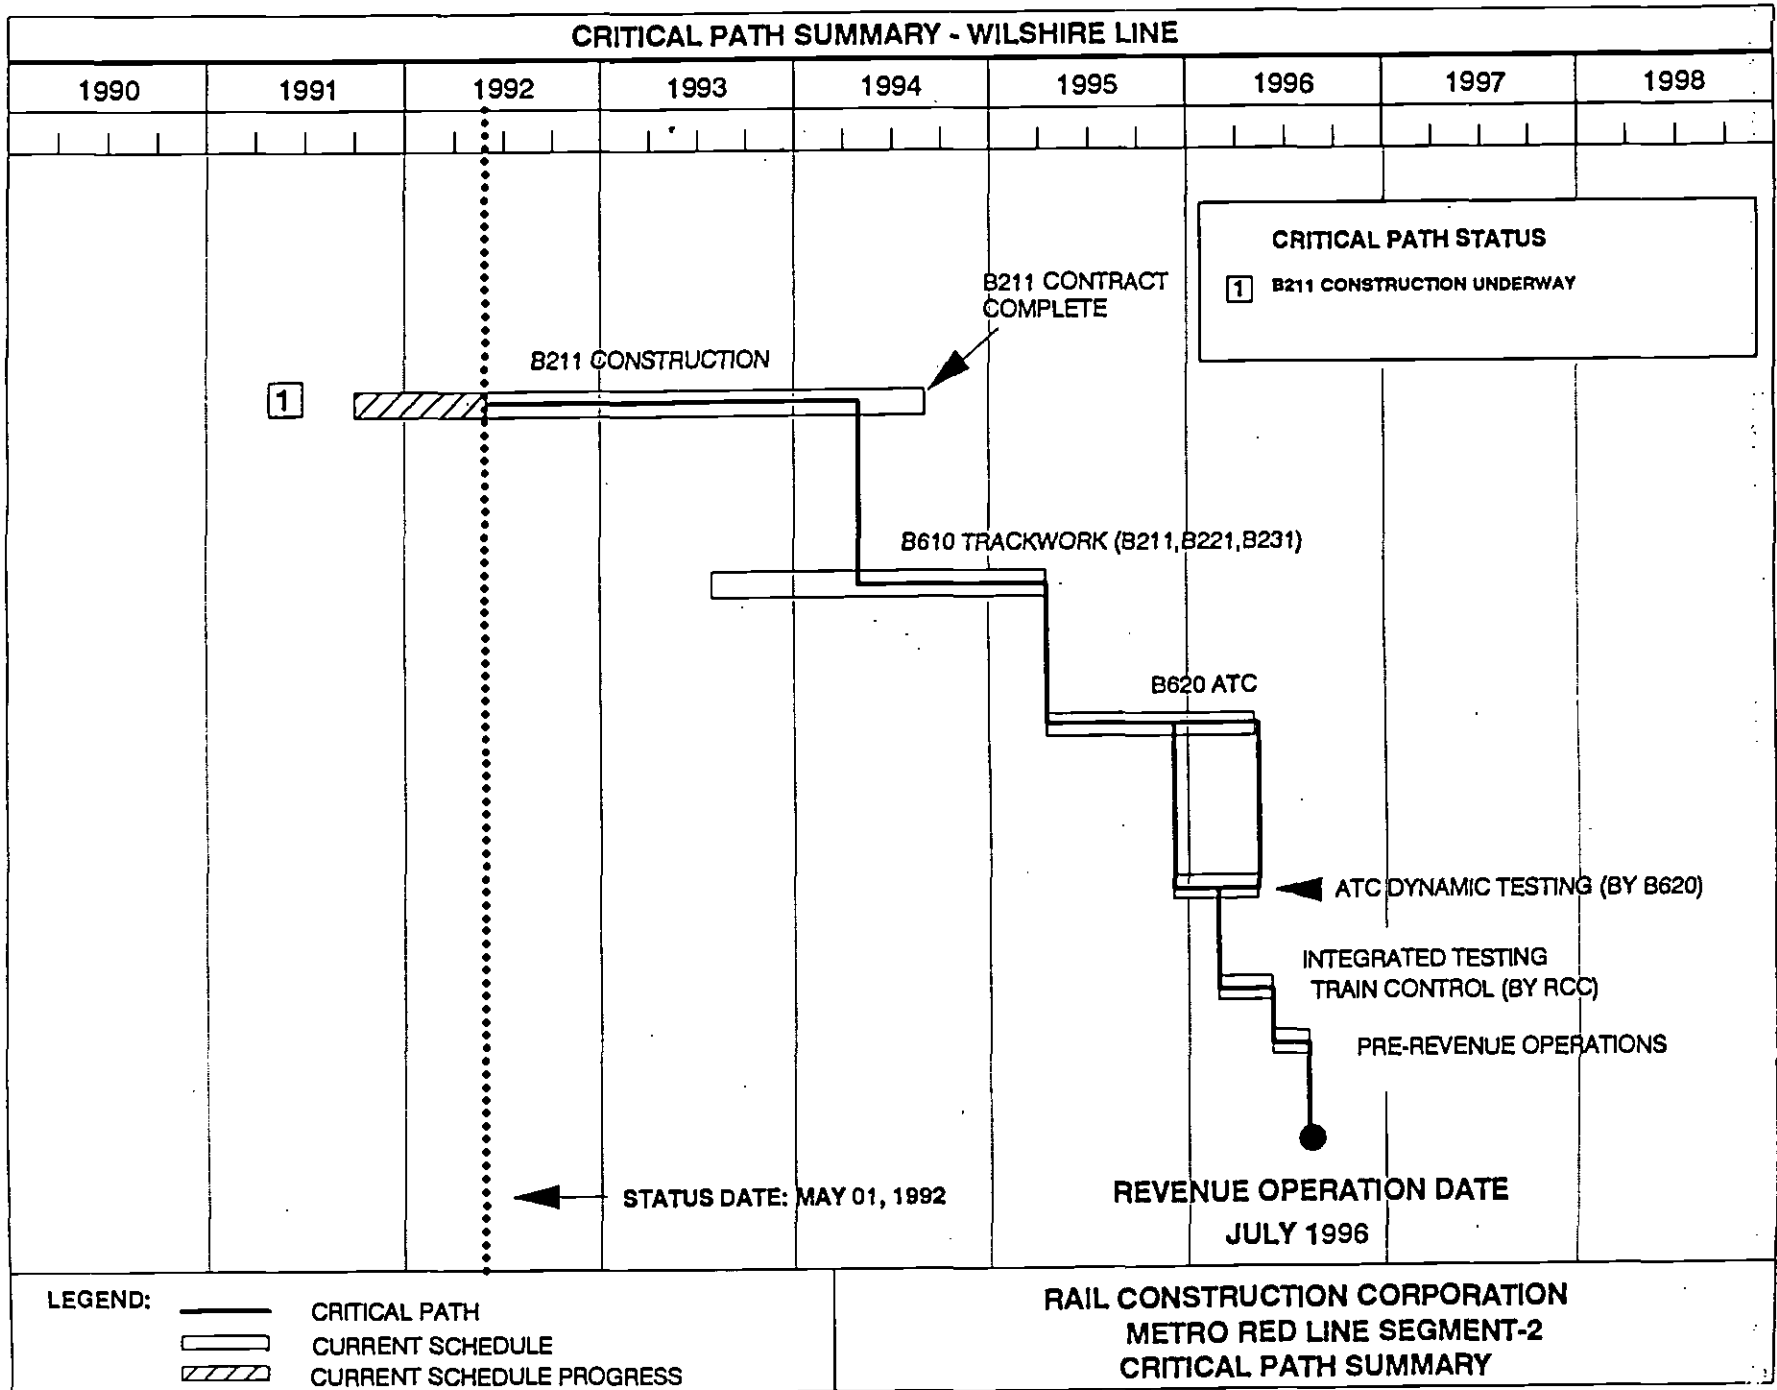 CRITICAL PATH SUMMARY - WILSHIRE LINE
1990 1991 1992 1993 1994 1995 1996 1997 1998
CRITICAL PATH STATUS
1 B211 CONSTRUCTION UNDERWAY
B211 CONTRACT
COMPLETE
B211 CONSTRUCTION
1
B610 TRACKWORK (B211,B221,B231)
B620 ATC
ATC DYNAMIC TESTING (BY B620)
INTEGRATED TESTING
TRAIN CONTROL (BY RCC)
PRE-REVENUE OPERATIONS
STATUS DATE: MAY 01, 1992
REVENUE OPERATION DATE
JULY 1996
LEGEND:
CRITICAL PATH
CURRENT SCHEDULE
CURRENT SCHEDULE PROGRESS
RAIL CONSTRUCTION CORPORATION
METRO RED LINE SEGMENT-2
CRITICAL PATH SUMMARY